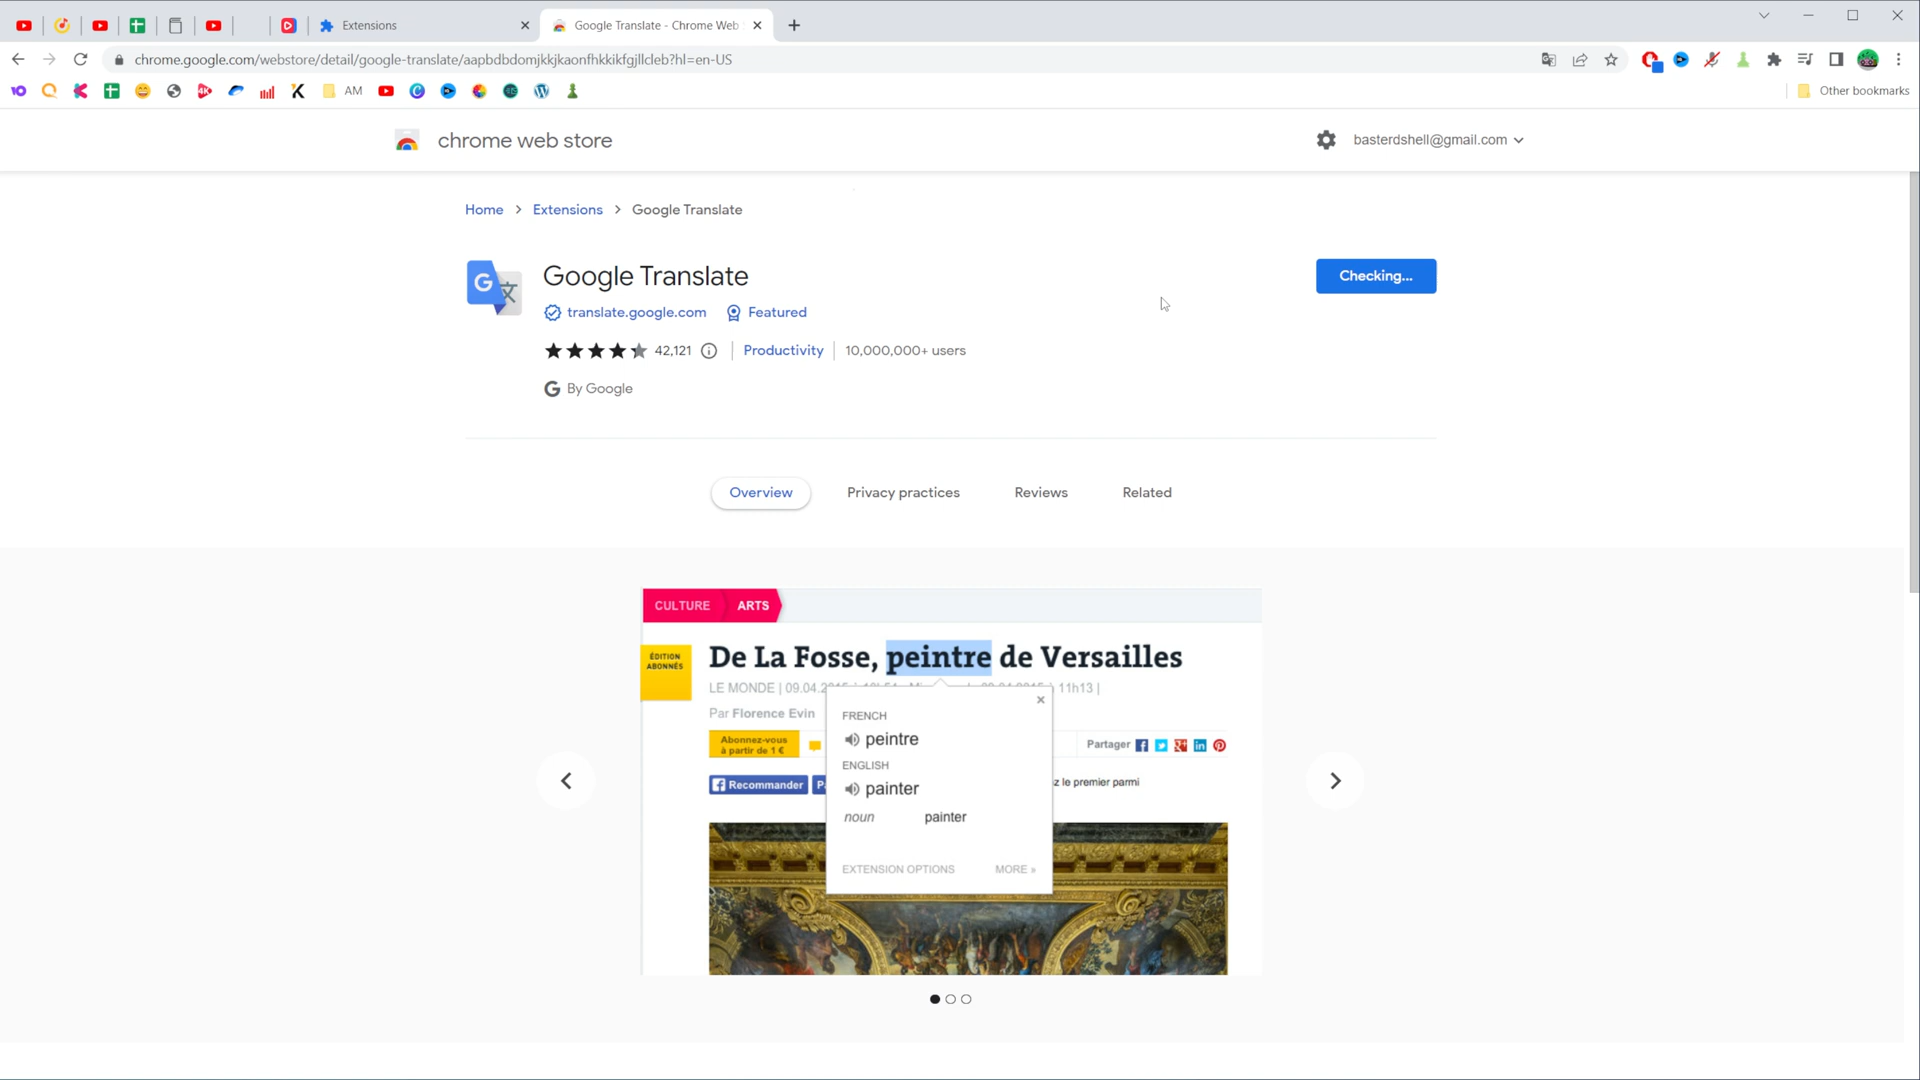 Extensions
Google Translate - Chrome Web
chrome.google.com/webstore/detail/google-translate/aapbdbdomjkkjkaonfhkkikfgjllcleb?hl=en-US
AM
Other bookmarks
chrome web store
basterdshell@gmail.com
Home > Extensions > Google Translate
Google Translate
Checking...
translate.google.com
Featured
42,121
Productivity
10,000,000+ users
By Google
Overview
Privacy practices
Reviews
Related
CULTURE
ARTS
ÉDITION
ABONNÉS
De La Fosse, peintre de Versailles
LE MONDE | 09.04.
11h13 |
Par Florence Evin
FRENCH
peintre
Abonnez-vous
à partir de 1 €
Partager
ENGLISH
Recommander
painter
z le premier parmi
noun painter
EXTENSION OPTIONS
MORE »